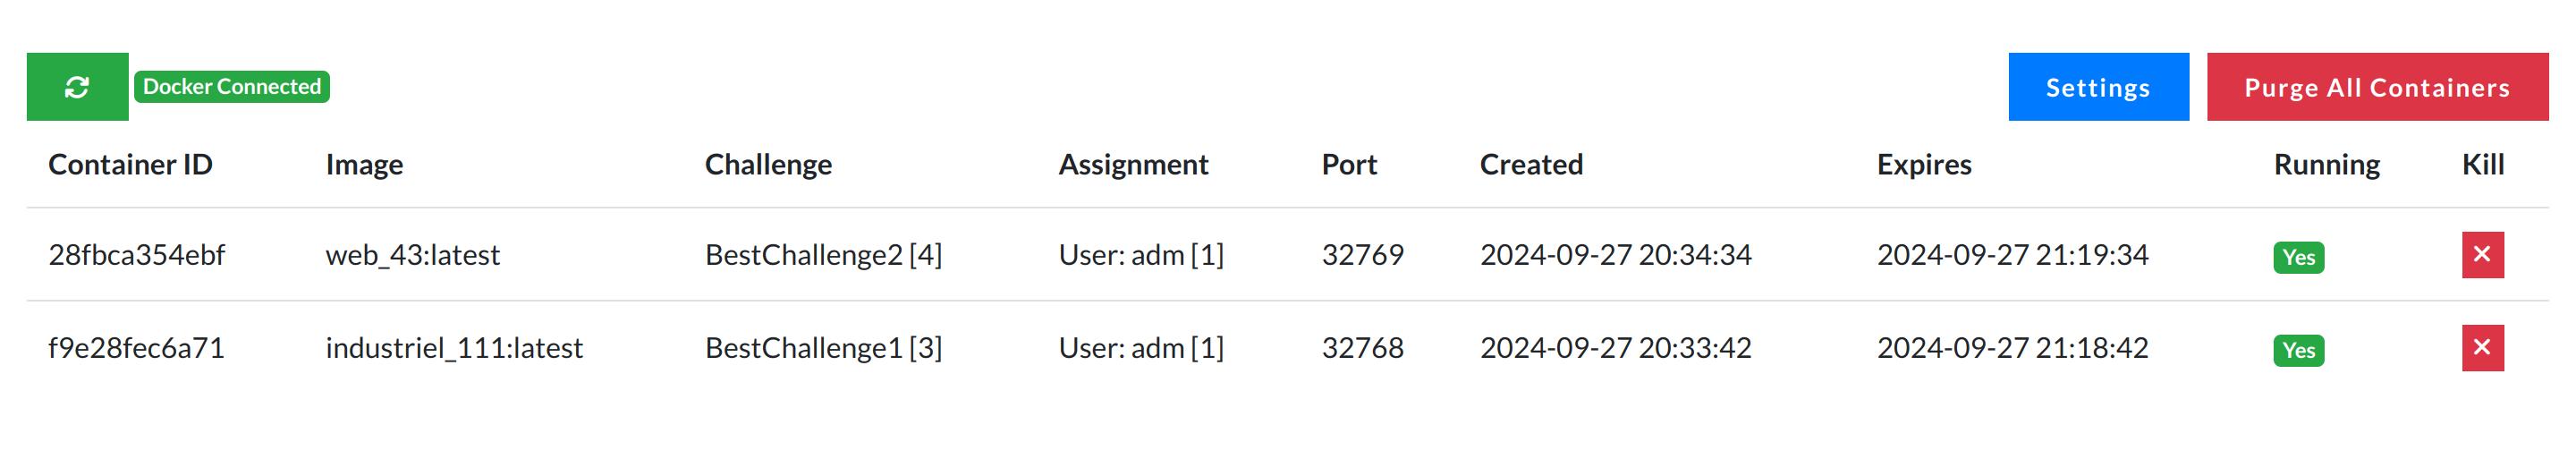 Docker Connected Settings Purge All Containers
Container ID Image Challenge Assignment Port Created Expires Running Kill
28fbca354ebf web_43:latest BestChallenge2 [4] User: adm [1] 32769 2024-09-27 20:34:34 2024-09-27 21:19:34 Yes
f9e28fec6a71 industriel_111:latest BestChallenge1 [3] User: adm [1] 32768 2024-09-27 20:33:42 2024-09-27 21:18:42 Yes